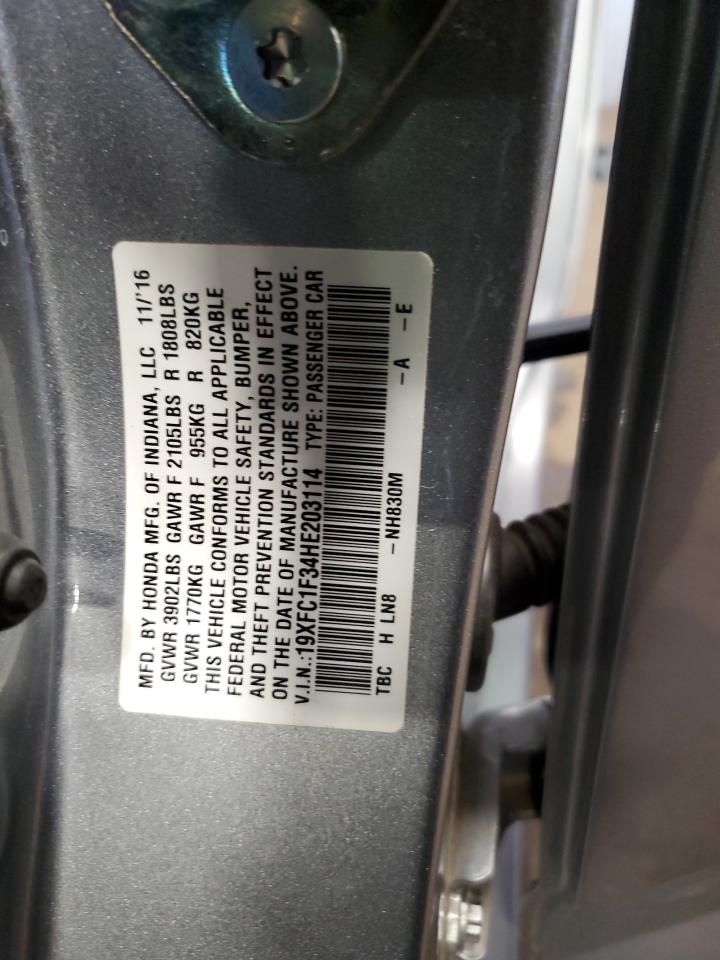 MFD. BY HONDA MFG. OF INDIANA, LLC 11/'16
GVWR 3902LBS GAWR F 2105LBS R 1808LBS
GVWR 1770KG GAWR F 955KG R 820KG
THIS VEHICLE CONFORMS TO ALL APPLICABLE
FEDERAL MOTOR VEHICLE SAFETY, BUMPER,
AND THEFT PREVENTION STANDARDS IN EFFECT
ON THE DATE OF MANUFACTURE SHOWN ABOVE.
V.I.N.:19XFC1F34HE203114 TYPE: PASSENGER CAR
TBC H LN8 - NH830M - A - E